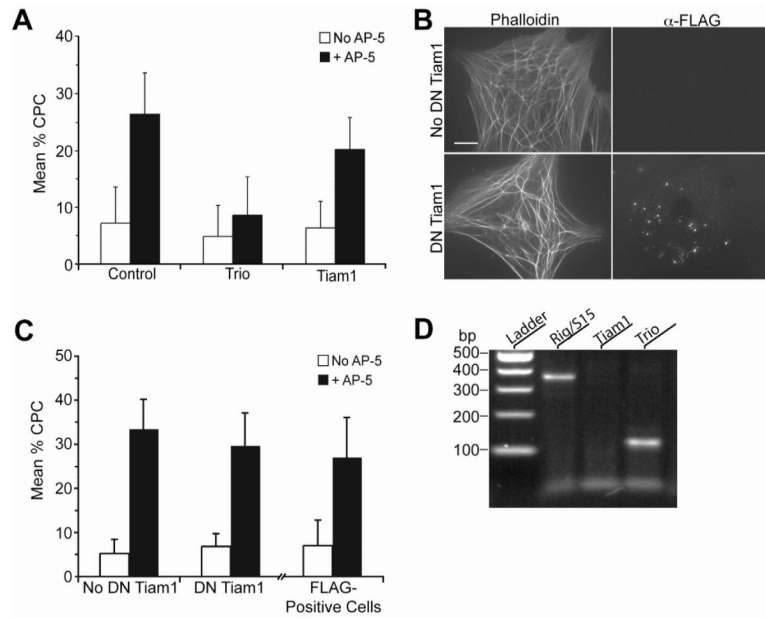 A
Mean % CPC
40
30
20
10
0
No AP-5
+ AP-5
Control
Trio
Tiam1
B
Phalloidin
α-FLAG
No DN Tiam1
DN Tiam1
C
Mean % CPC
50
40
30
20
10
0
No AP-5
+ AP-5
No DN Tiam1
DN Tiam1
FLAG-
Positive Cells
D
bp
Ladder
Rig/S15
Tiam1
Trio
500
400
300
200
100